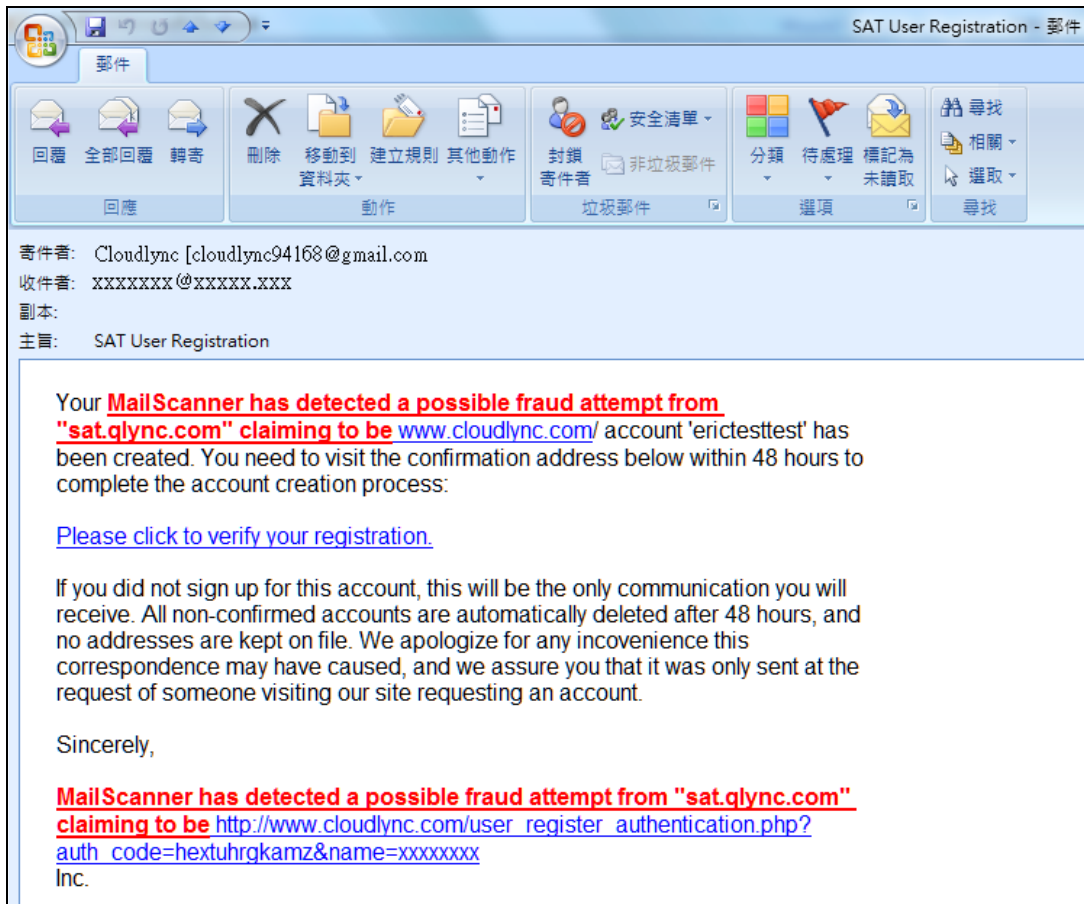 SAT User Registration - 郵件
郵件
回覆 全部回覆 轉寄
刪除 移動到資料夾 建立規則 其他動作
封鎖寄件者 安全清單 非垃圾郵件
分類 待處理 標記為未讀取
尋找 相關 選取
回應 動作 垃圾郵件 選項 尋找
寄件者: Cloudlync [cloudlync94168@gmail.com
收件者: xxxxxxx@xxxxx.xxx
副本:
主旨: SAT User Registration
Your MailScanner has detected a possible fraud attempt from
"sat.qlync.com" claiming to be www.cloudlync.com/ account 'erictesttest' has
been created. You need to visit the confirmation address below within 48 hours to
complete the account creation process:
Please click to verify your registration.
If you did not sign up for this account, this will be the only communication you will
receive. All non-confirmed accounts are automatically deleted after 48 hours, and
no addresses are kept on file. We apologize for any incovenience this
correspondence may have caused, and we assure you that it was only sent at the
request of someone visiting our site requesting an account.
Sincerely,
MailScanner has detected a possible fraud attempt from "sat.qlync.com"
claiming to be http://www.cloudlync.com/user_register_authentication.php?
auth_code=hextuhrgkamz&name=xxxxxxxx
Inc.